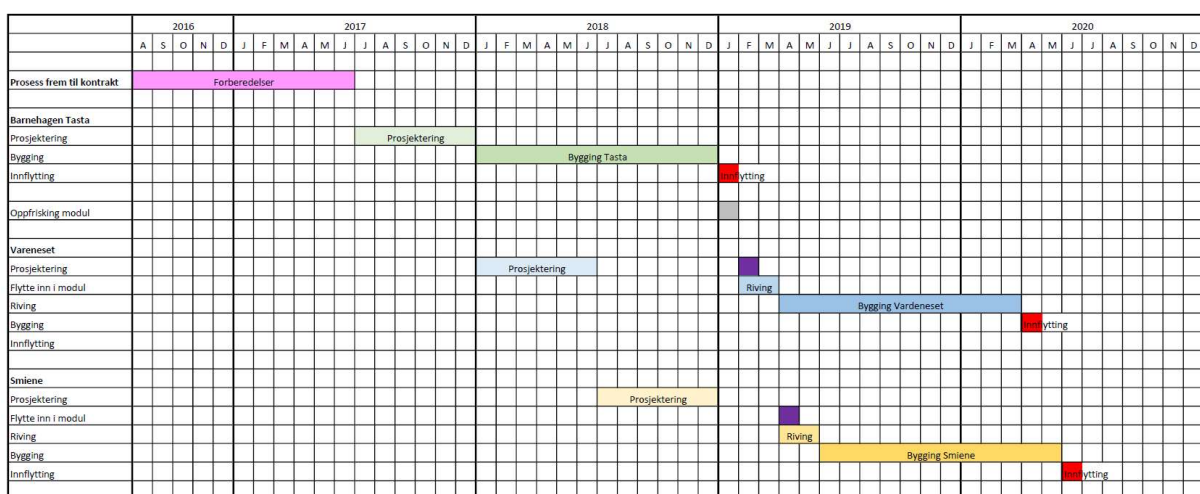 2016 2017 2018 2019 2020
A S O N D J F M A M J J A S O N D J F M A M J J A S O N D J F M A M J J A S O N D J F M A M J J A S O N D
Prosess frem til kontrakt Forberedelser
Barnehagen Tasta
Prosjektering Prosjektering
Bygging Bygging Tasta
Innflytting Innflytting
Oppfrisking modul
Vareneset
Prosjektering Prosjektering
Flytte inn i modul Riving
Riving Bygging Vardeneset
Bygging Innflytting
Innflytting
Smiene
Prosjektering Prosjektering
Flytte inn i modul
Riving Riving
Bygging Bygging Smiene
Innflytting Innflytting